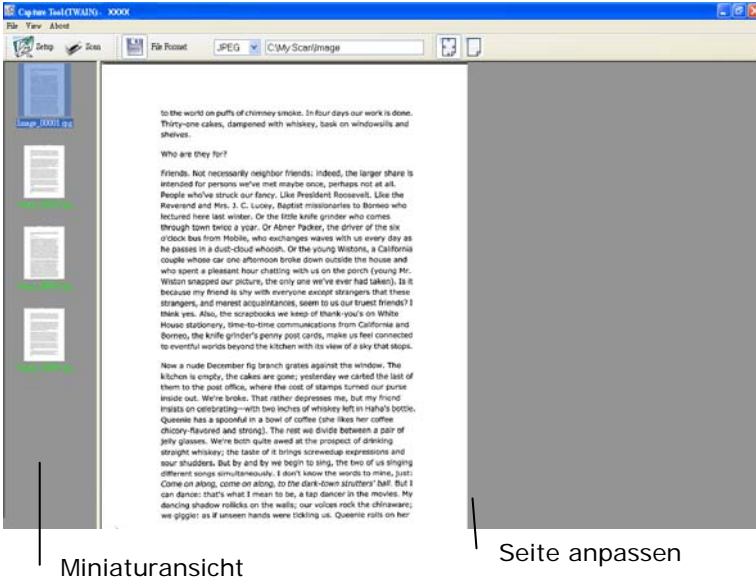 Capture Tool(TWAIN)- XXXX
File View About
Setup Scan File Format JPEG C:\My Scan\Image
Image_00001.jpg
to the world on puffs of chimney smoke. In four days our work is done.
Thirty-one cakes, dampened with whiskey, bask on windowsills and
shelves.
Who are they for?
Friends. Not necessarily neighbor friends: indeed, the larger share is
intended for persons we've met maybe once, perhaps not at all.
People who've struck our fancy. Like President Roosevelt. Like the
Reverend and Mrs. J. C. Lucey, Baptist missionaries to Borneo who
lectured here last winter. Or the little knife grinder who comes
through town twice a year. Or Abner Packer, the driver of the six
o'clock bus from Mobile, who exchanges waves with us every day as
he passes in a dust-cloud whoosh. Or the young Wistons, a California
couple whose car one afternoon broke down outside the house and
who spent a pleasant hour chatting with us on the porch (young Mr.
Wiston snapped our picture, the only one we've ever had taken). Is it
because my friend is shy with everyone except strangers that these
strangers, and merest acquaintances, seem to us our truest friends? I
think yes. Also, the scrapbooks we keep of thank-you's on White
House stationery, time-to-time communications from California and
Borneo, the knife grinder's penny post cards, make us feel connected
to eventful worlds beyond the kitchen with its view of a sky that stops.
Now a nude December fig branch grates against the window. The
kitchen is empty, the cakes are gone; yesterday we carted the last of
them to the post office, where the cost of stamps turned our purse
inside out. We're broke. That rather depresses me, but my friend
insists on celebrating—with two inches of whiskey left in Haha's bottle.
Queenie has a spoonful in a bowl of coffee (she likes her coffee
chicory-flavored and strong). The rest we divide between a pair of
jelly glasses. We're both quite awed at the prospect of drinking
straight whiskey; the taste of it brings screwedup expressions and
sour shudders. But by and by we begin to sing, the two of us singing
different songs simultaneously. I don't know the words to mine, just:
Come on along, come on along, to the dark-town strutters' ball. But I
can dance: that's what I mean to be, a tap dancer in the movies. My
dancing shadow rollicks on the walls; our voices rock the chinaware;
we giggle: as if unseen hands were tickling us. Queenie rolls on her
Miniaturansicht
Seite anpassen